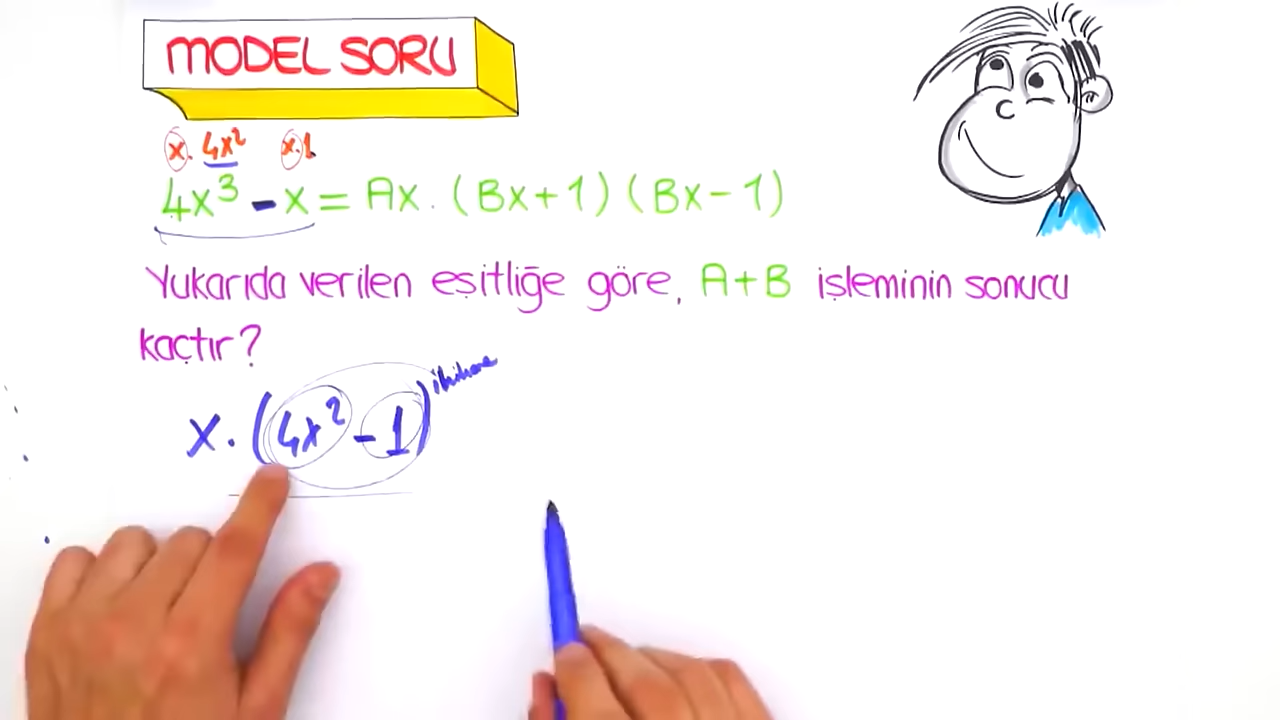 MODEL SORU
x. 4x² x.1
4x³ - x = Ax. (Bx+1) (Bx-1)
Yukarıda verilen eşitliğe göre, A+B işleminin sonucu
kaçtır?
x. (4x² - 1)